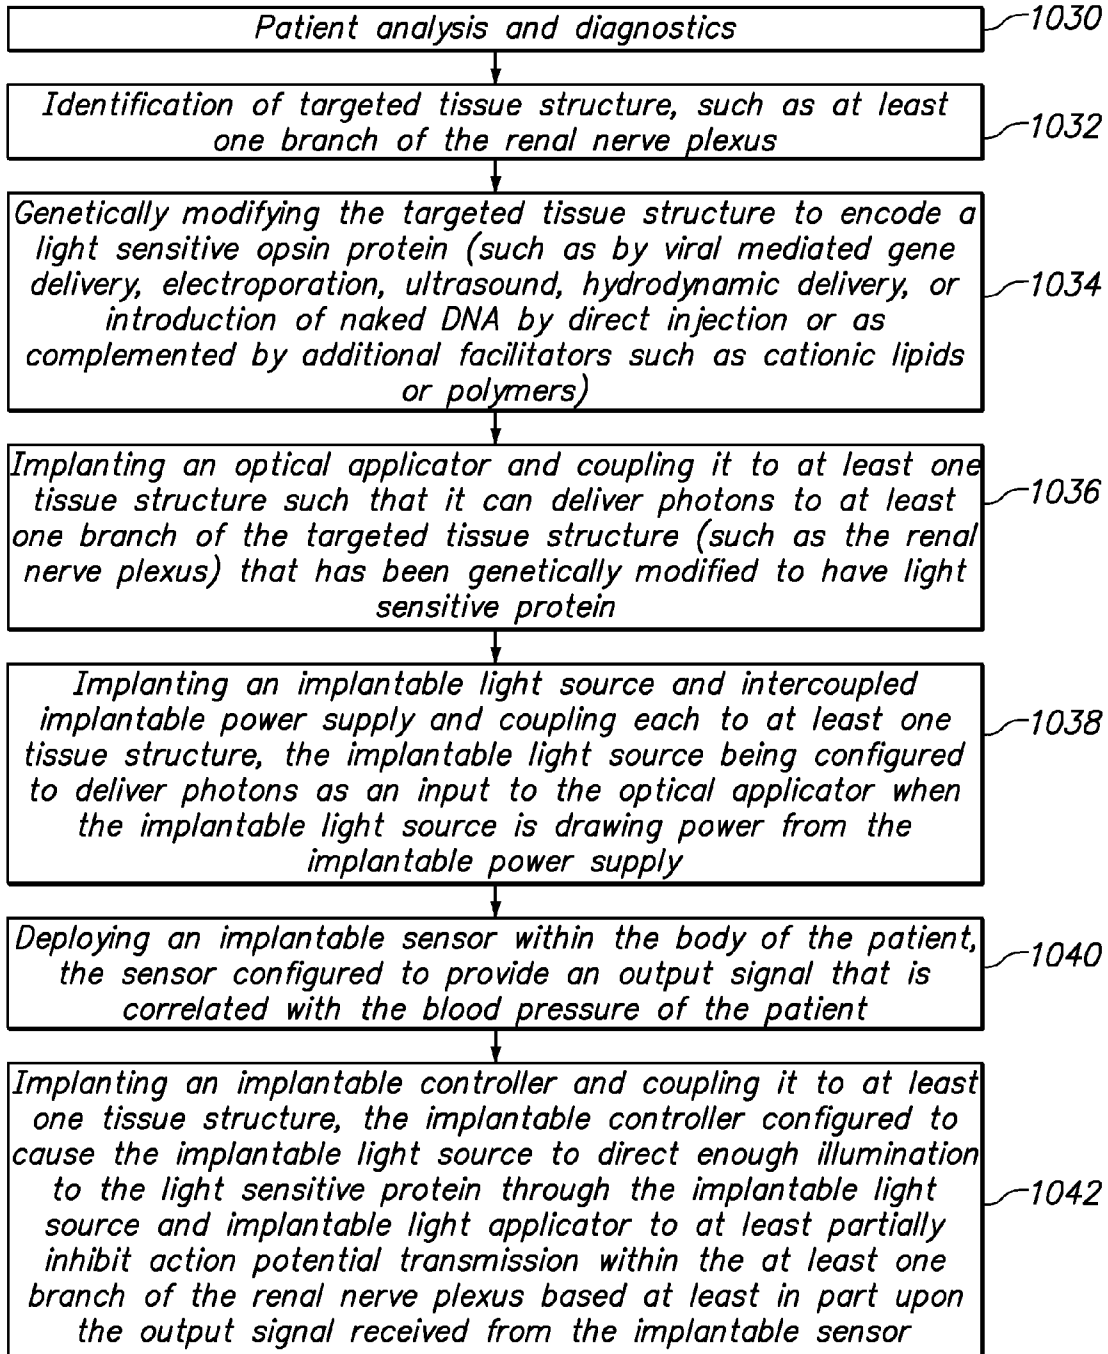 Patient analysis and diagnostics
1030
Identification of targeted tissue structure, such as at least
one branch of the renal nerve plexus
1032
Genetically modifying the targeted tissue structure to encode a
light sensitive opsin protein (such as by viral mediated gene
delivery, electroporation, ultrasound, hydrodynamic delivery, or
introduction of naked DNA by direct injection or as
complemented by additional facilitators such as cationic lipids
or polymers)
1034
Implanting an optical applicator and coupling it to at least one
tissue structure such that it can deliver photons to at least
one branch of the targeted tissue structure (such as the renal
nerve plexus) that has been genetically modified to have light
sensitive protein
1036
Implanting an implantable light source and intercoupled
implantable power supply and coupling each to at least one
tissue structure, the implantable light source being configured
to deliver photons as an input to the optical applicator when
the implantable light source is drawing power from the
implantable power supply
1038
Deploying an implantable sensor within the body of the patient,
the sensor configured to provide an output signal that is
correlated with the blood pressure of the patient
1040
Implanting an implantable controller and coupling it to at least
one tissue structure, the implantable controller configured to
cause the implantable light source to direct enough illumination
to the light sensitive protein through the implantable light
source and implantable light applicator to at least partially
inhibit action potential transmission within the at least one
branch of the renal nerve plexus based at least in part upon
the output signal received from the implantable sensor
1042